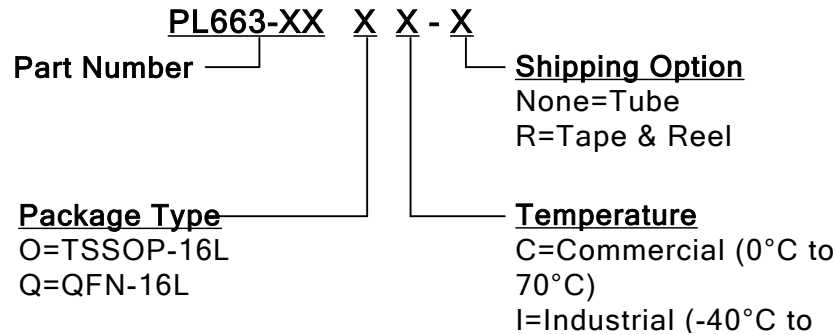 PL663-XX X X - X
Part Number
Shipping Option
None=Tube
R=Tape & Reel
Package Type
O=TSSOP-16L
Q=QFN-16L
Temperature
C=Commercial (0°C to
70°C)
I=Industrial (-40°C to